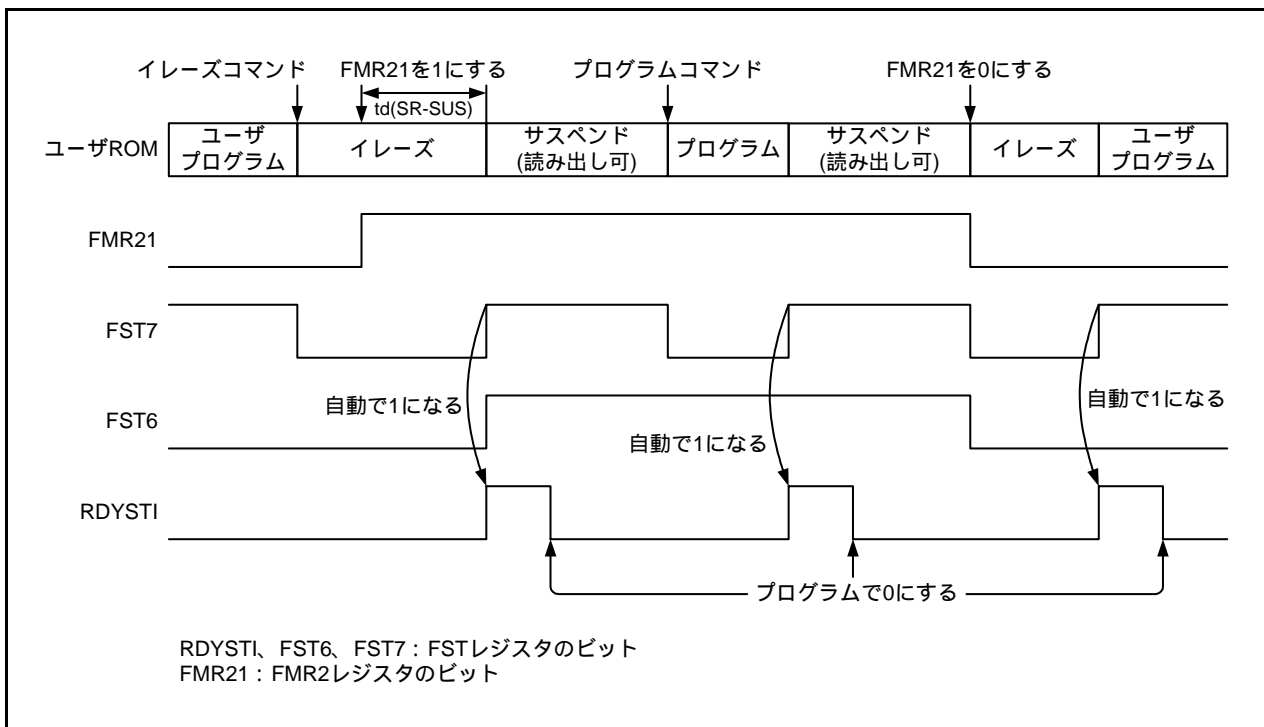 イレーズコマンド
FMR21を1にする
プログラムコマンド
FMR21を0にする
td(SR-SUS)
ユーザROM
ユーザ
プログラム
イレーズ
サスペンド
(読み出し可)
プログラム
サスペンド
(読み出し可)
イレーズ
ユーザ
プログラム
FMR21
FST7
自動で1になる
自動で1になる
自動で1になる
FST6
RDYSTI
プログラムで0にする
RDYSTI、FST6、FST7：FSTレジスタのビット
FMR21：FMR2レジスタのビット